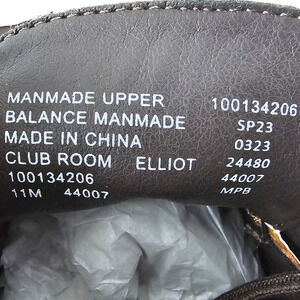 MANMADE UPPER 100134206
BALANCE MANMADE SP23
MADE IN CHINA 0323
CLUB ROOM ELLIOT 24480
100134206 44007
11M 44007 MPB